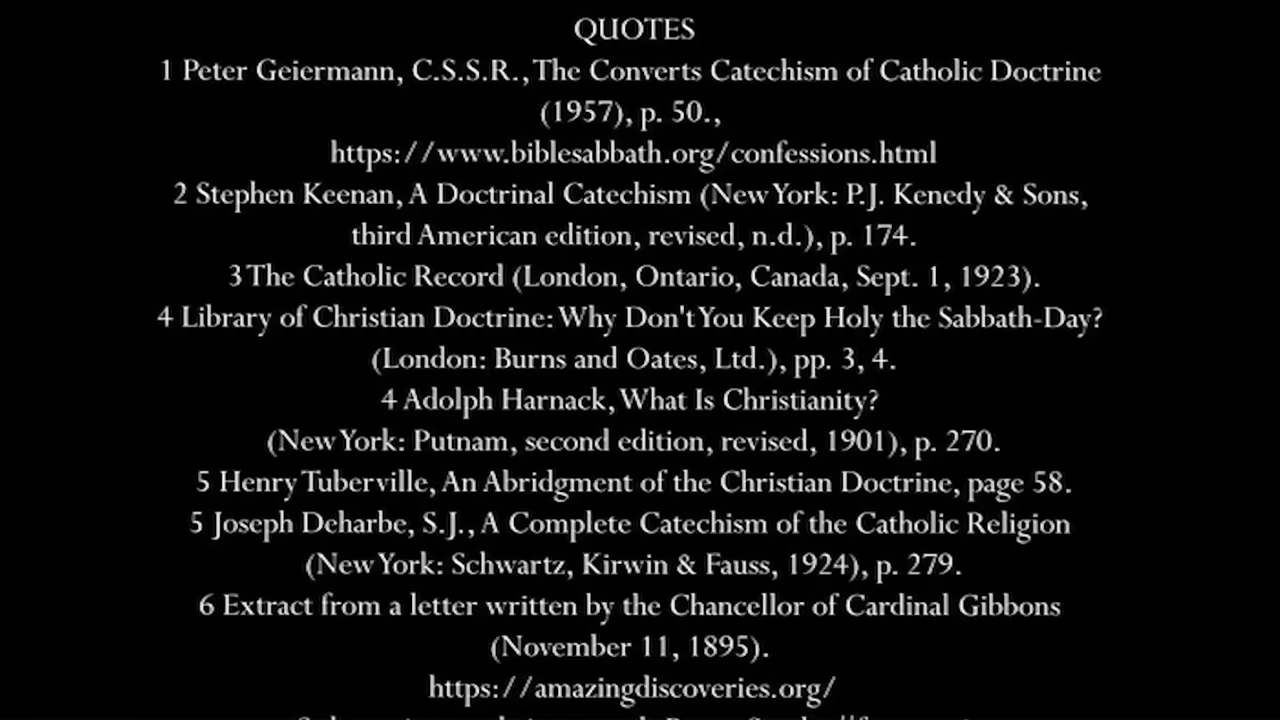 QUOTES
1 Peter Geiermann, C.S.S.R., The Converts Catechism of Catholic Doctrine
(1957), p. 50.,
https://www.biblesabbath.org/confessions.html
2 Stephen Keenan, A Doctrinal Catechism (New York: P.J. Kenedy & Sons,
third American edition, revised, n.d.), p. 174.
3 The Catholic Record (London, Ontario, Canada, Sept. 1, 1923).
4 Library of Christian Doctrine: Why Don't You Keep Holy the Sabbath-Day?
(London: Burns and Oates, Ltd.), pp. 3, 4.
4 Adolph Harnack, What Is Christianity?
(New York: Putnam, second edition, revised, 1901), p. 270.
5 Henry Tuberville, An Abridgment of the Christian Doctrine, page 58.
5 Joseph Deharbe, S.J., A Complete Catechism of the Catholic Religion
(New York: Schwartz, Kirwin & Fauss, 1924), p. 279.
6 Extract from a letter written by the Chancellor of Cardinal Gibbons
(November 11, 1895).
https://amazingdiscoveries.org/